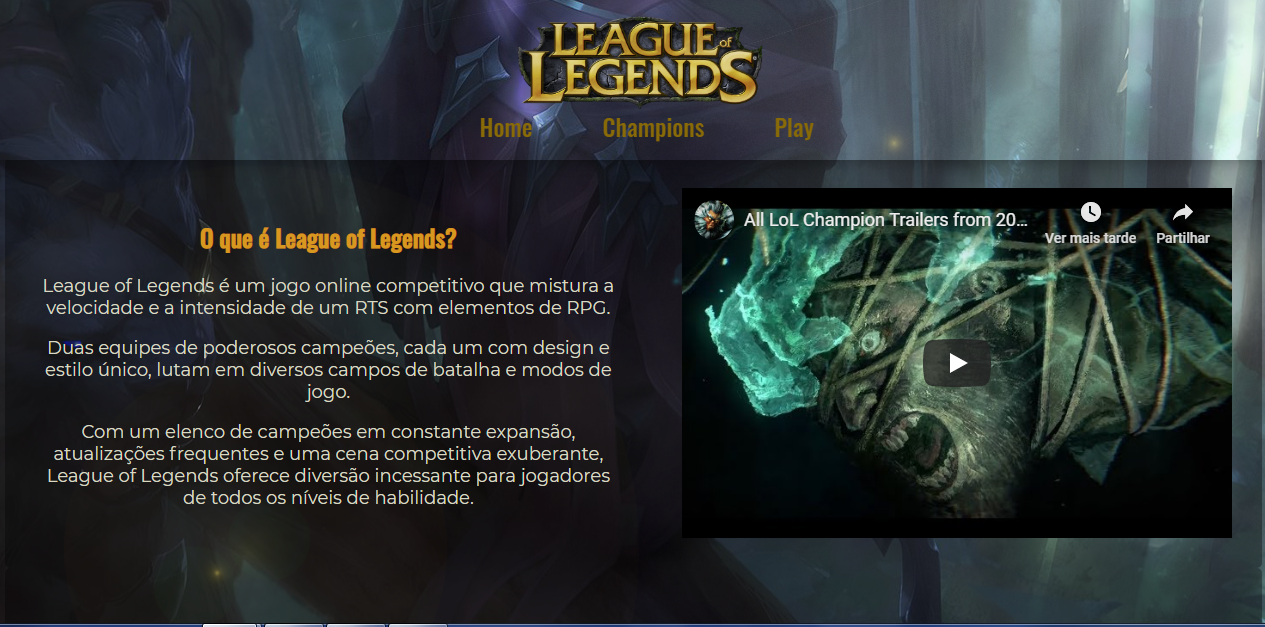 LEAGUE of
LEGENDS
Home Champions Play
O que é League of Legends?
League of Legends é um jogo online competitivo que mistura a
velocidade e a intensidade de um RTS com elementos de RPG.
Duas equipes de poderosos campeões, cada um com design e
estilo único, lutam em diversos campos de batalha e modos de
jogo.
Com um elenco de campeões em constante expansão,
atualizações frequentes e uma cena competitiva exuberante,
League of Legends oferece diversão incessante para jogadores
de todos os níveis de habilidade.
All LoL Champion Trailers from 20...
Ver mais tarde
Partilhar